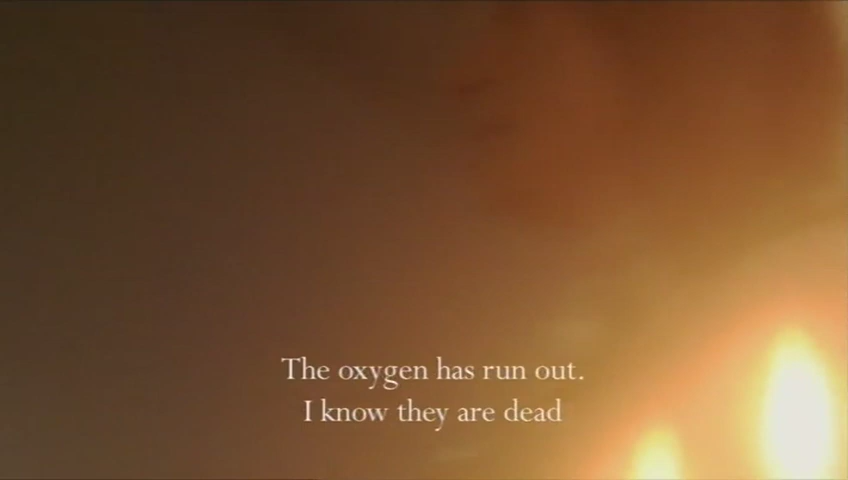 The oxygen has run out.
I know they are dead